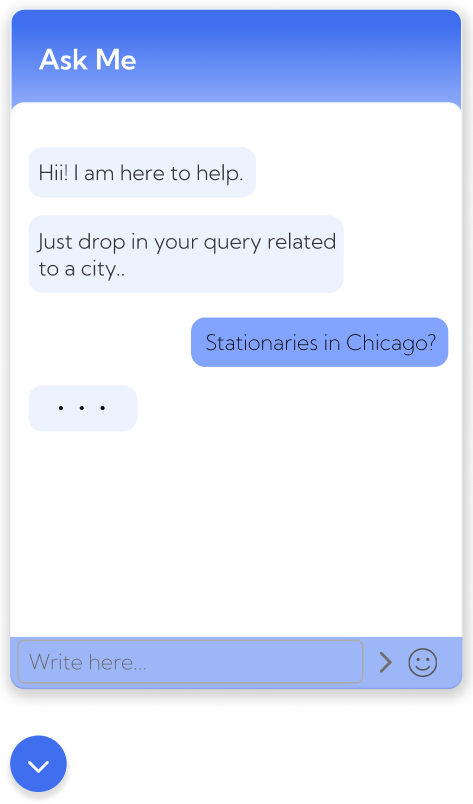 Ask Me
Hii! I am here to help.
Just drop in your query related
to a city..
Stationaries in Chicago?
. . .
Write here...